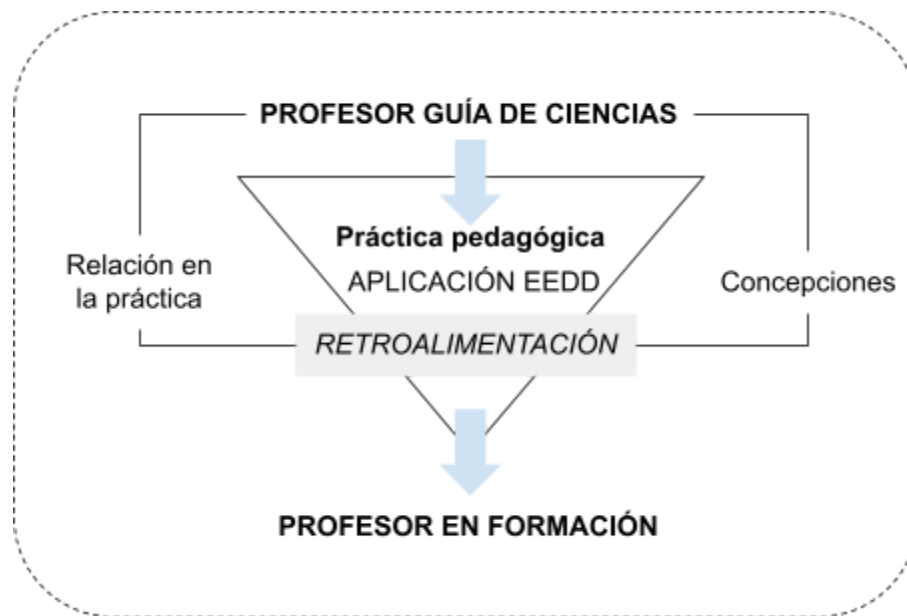 PROFESOR GUÍA DE CIENCIAS
Práctica pedagógica
APLICACIÓN EEDD
Relación en
la práctica
Concepciones
RETROALIMENTACIÓN
PROFESOR EN FORMACIÓN